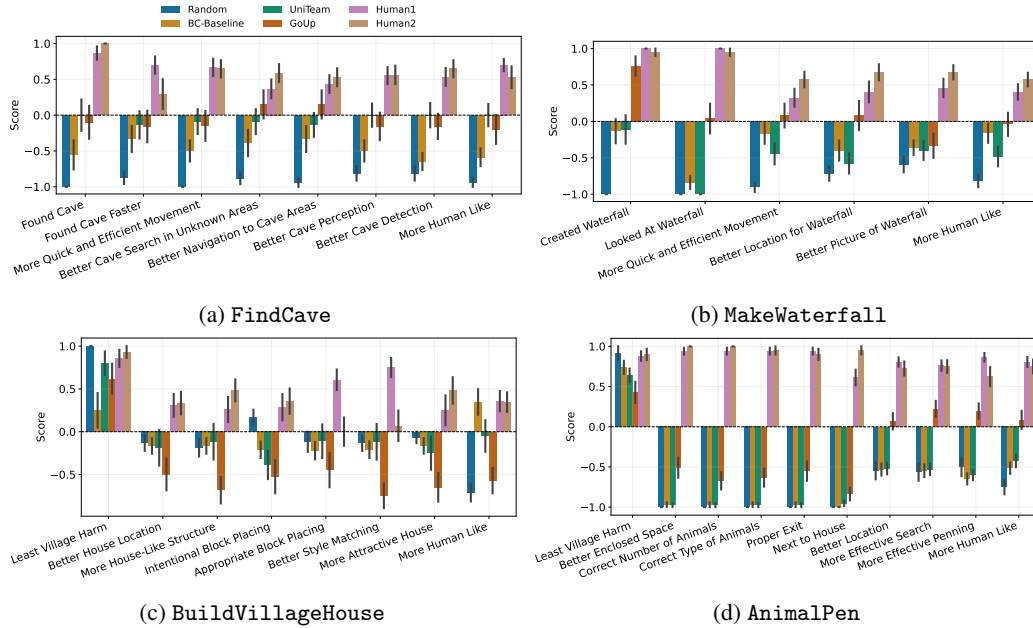 Random
BC-Baseline
UniTeam
GoUp
Human1
Human2
1.0
0.5
0.0
−0.5
−1.0
Score
Found Cave
Found Cave Faster
More Quick and Efficient Movement
Better Cave Search in Unknown Areas
Better Navigation to Cave Areas
Better Cave Perception
Better Cave Detection
More Human Like
(a) FindCave
1.0
0.5
0.0
−0.5
−1.0
Score
Created Waterfall
Looked At Waterfall
More Quick and Efficient Movement
Better Location for Waterfall
Better Picture of Waterfall
More Human Like
(b) MakeWaterfall
1.0
0.5
0.0
−0.5
Score
Least Village Harm
Better House Location
More House-Like Structure
Intentional Block Placing
Appropriate Block Placing
Better Style Matching
More Attractive House
More Human Like
(c) BuildVillageHouse
1.0
0.5
0.0
−0.5
−1.0
Score
Least Village Harm
Better Enclosed Space
Correct Number of Animals
Correct Type of Animals
Proper Exit
Next to House
Better Location
More Effective Search
More Effective Penning
More Human Like
(d) AnimalPen